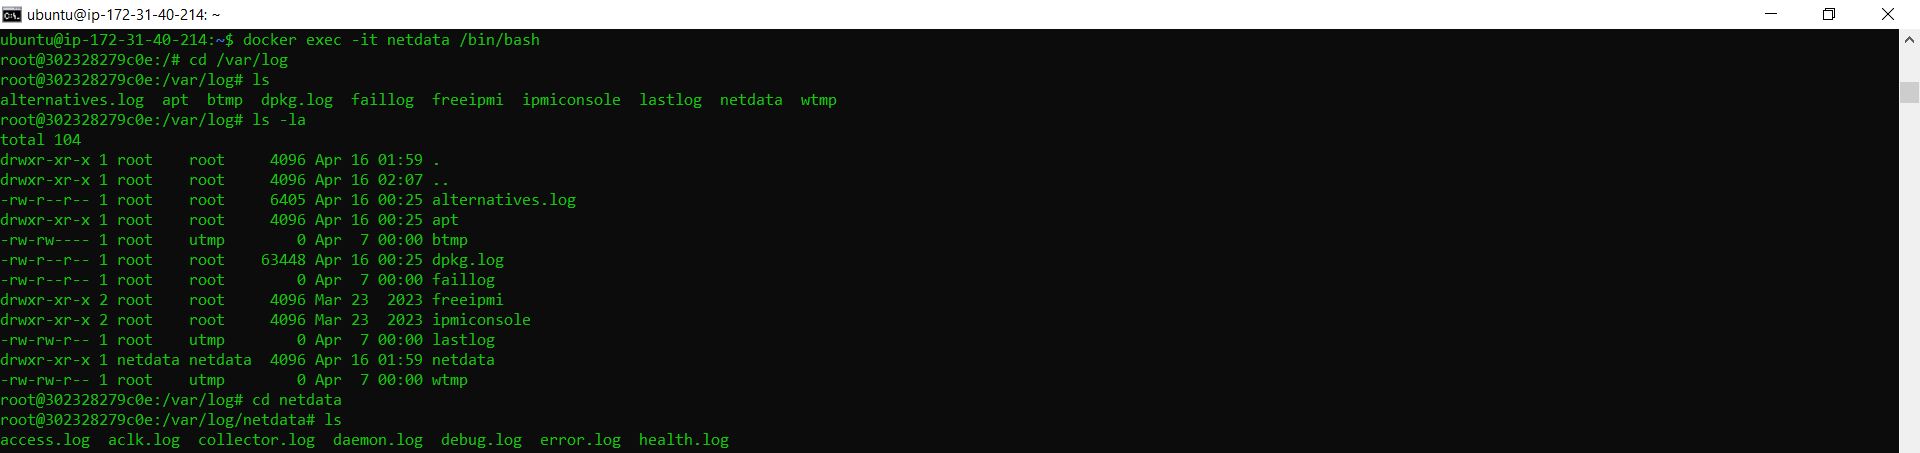 ubuntu@ip-172-31-40-214: ~
ubuntu@ip-172-31-40-214:~$ docker exec -it netdata /bin/bash
root@302328279c0e:/# cd /var/log
root@302328279c0e:/var/log# ls
alternatives.log  apt  btmp  dpkg.log  faillog  freeipmi  ipmiconsole  lastlog  netdata  wtmp
root@302328279c0e:/var/log# ls -la
total 104
drwxr-xr-x 1 root    root     4096 Apr 16 01:59 .
drwxr-xr-x 1 root    root     4096 Apr 16 02:07 ..
-rw-r--r-- 1 root    root     6405 Apr 16 00:25 alternatives.log
drwxr-xr-x 1 root    root     4096 Apr 16 00:25 apt
-rw-rw---- 1 root    utmp        0 Apr  7 00:00 btmp
-rw-r--r-- 1 root    root    63448 Apr 16 00:25 dpkg.log
-rw-r--r-- 1 root    root        0 Apr  7 00:00 faillog
drwxr-xr-x 2 root    root     4096 Mar 23  2023 freeipmi
drwxr-xr-x 2 root    root     4096 Mar 23  2023 ipmiconsole
-rw-rw-r-- 1 root    utmp        0 Apr  7 00:00 lastlog
drwxr-xr-x 1 netdata netdata  4096 Apr 16 01:59 netdata
-rw-rw-r-- 1 root    utmp        0 Apr  7 00:00 wtmp
root@302328279c0e:/var/log# cd netdata
root@302328279c0e:/var/log/netdata# ls
access.log  aclk.log  collector.log  daemon.log  debug.log  error.log  health.log